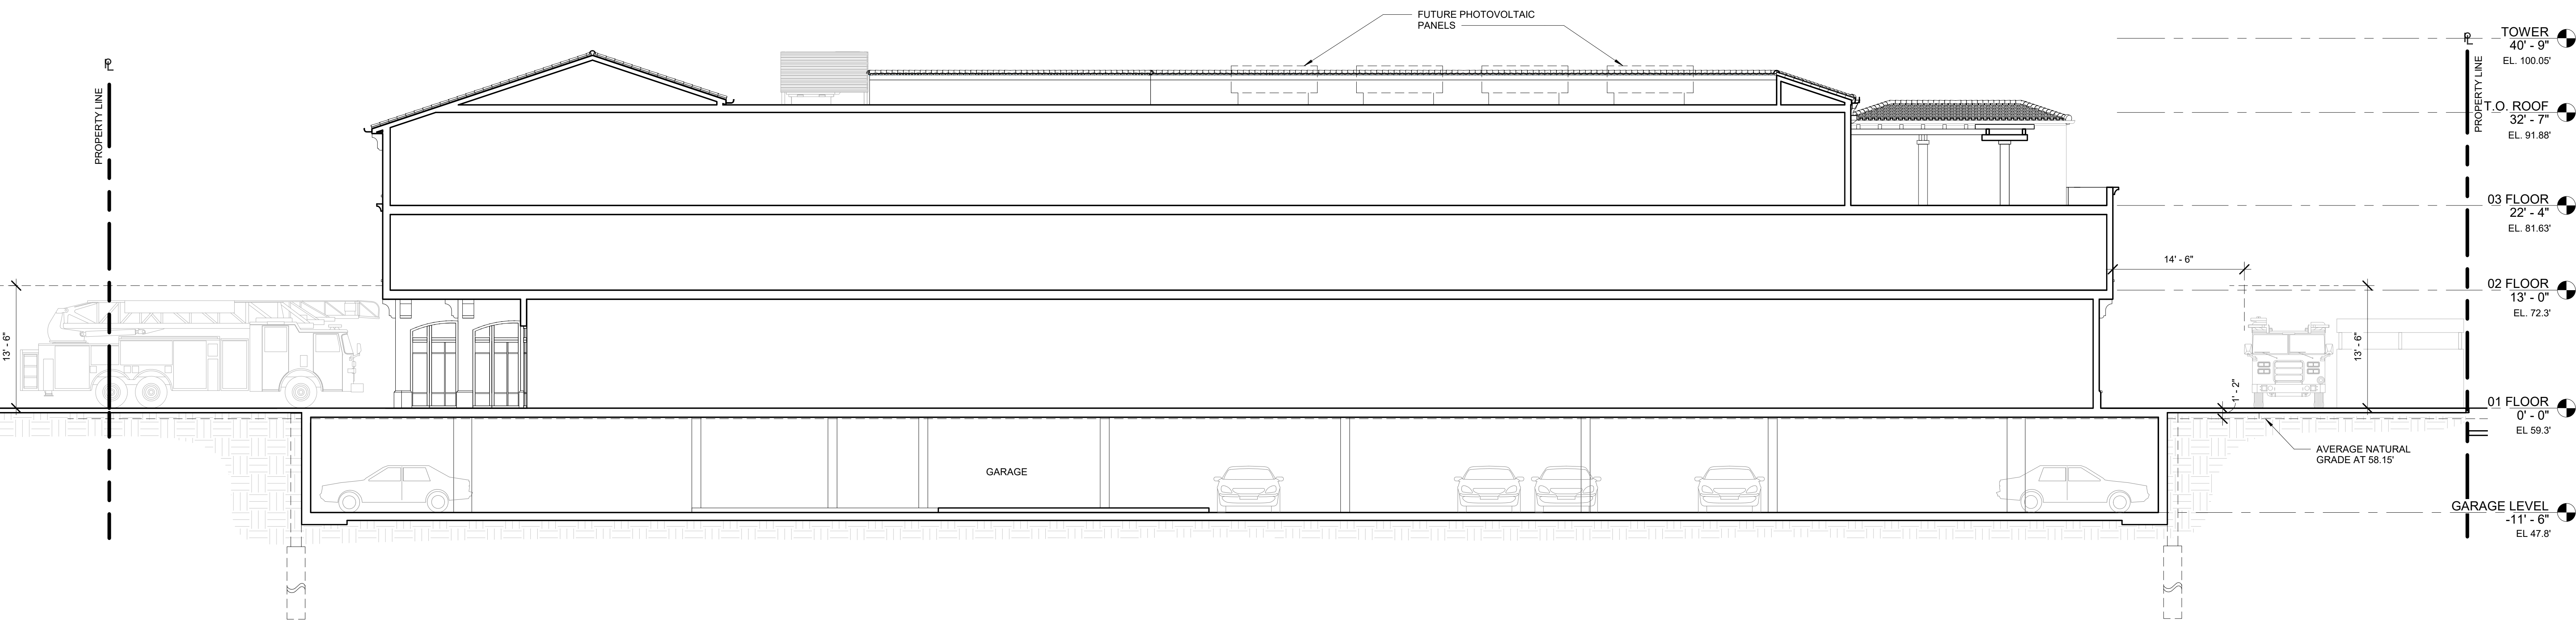 FUTURE PHOTOVOLTAIC
PANELS
PL
PROPERTY LINE
PL
PROPERTY LINE
TOWER
40' - 9"
EL. 100.05'
T.O. ROOF
32' - 7"
EL. 91.88'
03 FLOOR
22' - 4"
EL. 81.63'
14' - 6"
02 FLOOR
13' - 0"
EL. 72.3'
13' - 6"
13' - 6"
1' - 2"
01 FLOOR
0' - 0"
EL 59.3'
AVERAGE NATURAL
GRADE AT 58.15'
GARAGE
GARAGE LEVEL
-11' - 6"
EL 47.8'